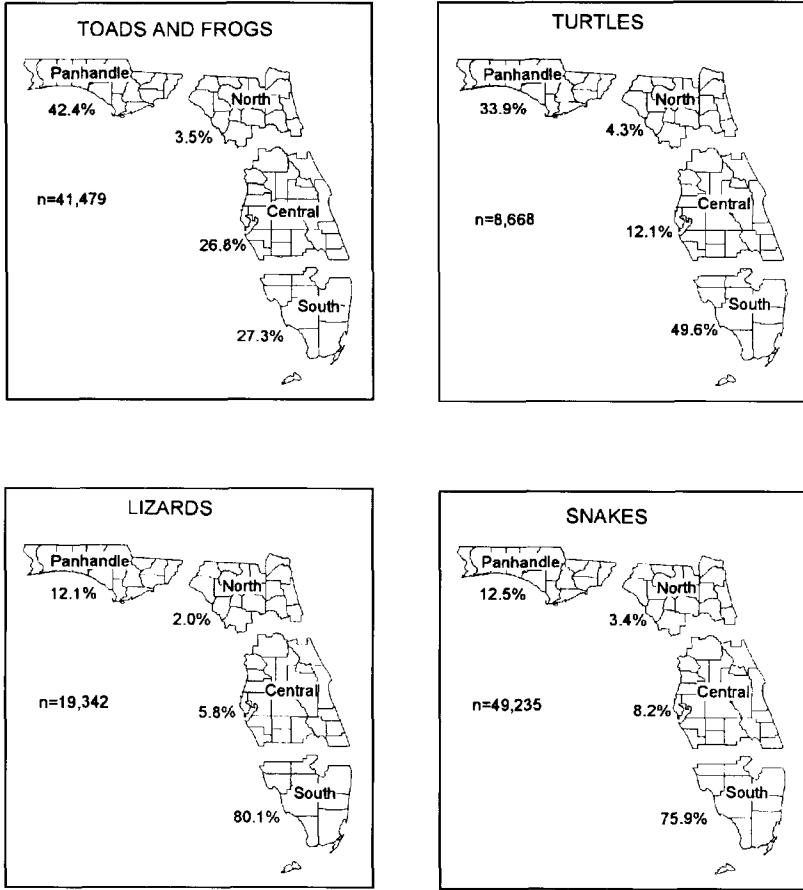 TOADS AND FROGS
Panhandle
42.4%
North
3.5%
n=41,479
Central
26.8%
South
27.3%
TURTLES
Panhandle
33.9%
North
4.3%
n=8,668
Central
12.1%
South
49.6%
LIZARDS
Panhandle
12.1%
North
2.0%
n=19,342
Central
5.8%
South
80.1%
SNAKES
Panhandle
12.5%
North
3.4%
n=49,235
Central
8.2%
South
75.9%